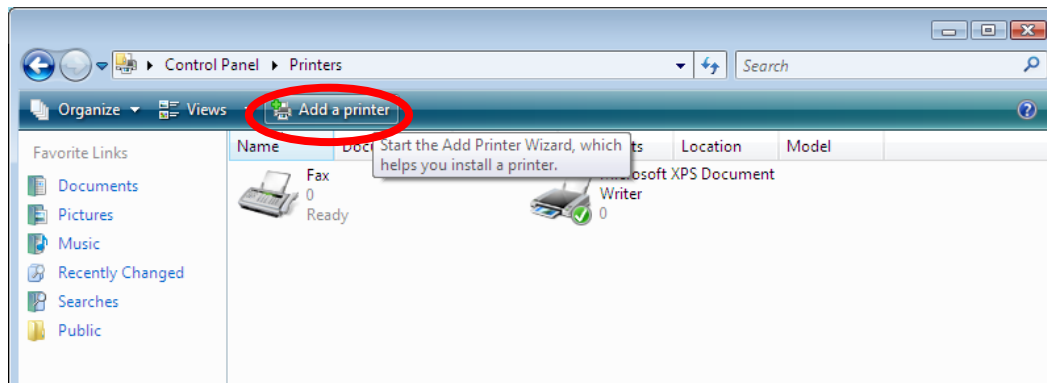 Control Panel ▸ Printers
Search
Organize
Views
Add a printer
Favorite Links
Documents
Pictures
Music
Recently Changed
Searches
Public
Name
Start the Add Printer Wizard, which
helps you install a printer.
Location
Model
Fax
0
Ready
XPS Document
Writer
0